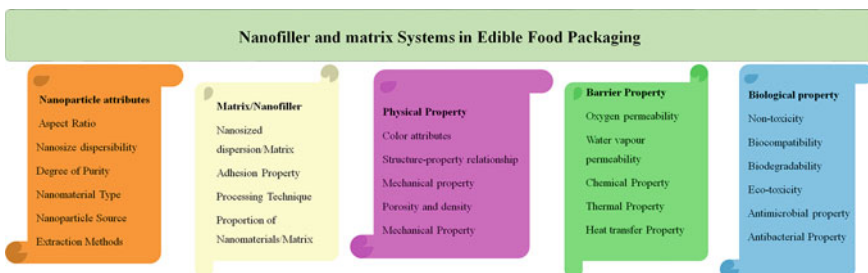 Nanofiller and matrix Systems in Edible Food Packaging
Nanoparticle attributes
Aspect Ratio
Nanosize dispersibility
Degree of Purity
Nanomaterial Type
Nanoparticle Source
Extraction Methods
Matrix/Nanofiller
Nanosized
dispersion/Matrix
Adhesion Property
Processing Technique
Proportion of
Nanomaterials/Matrix
Physical Property
Color attributes
Structure-property relationship
Mechanical property
Porosity and density
Mechanical Property
Barrier Property
Oxygen permeability
Water vapour
permeability
Chemical Property
Thermal Property
Heat transfer Property
Biological property
Non-toxicity
Biocompatibility
Biodegradability
Eco-toxicity
Antimicrobial property
Antibacterial Property